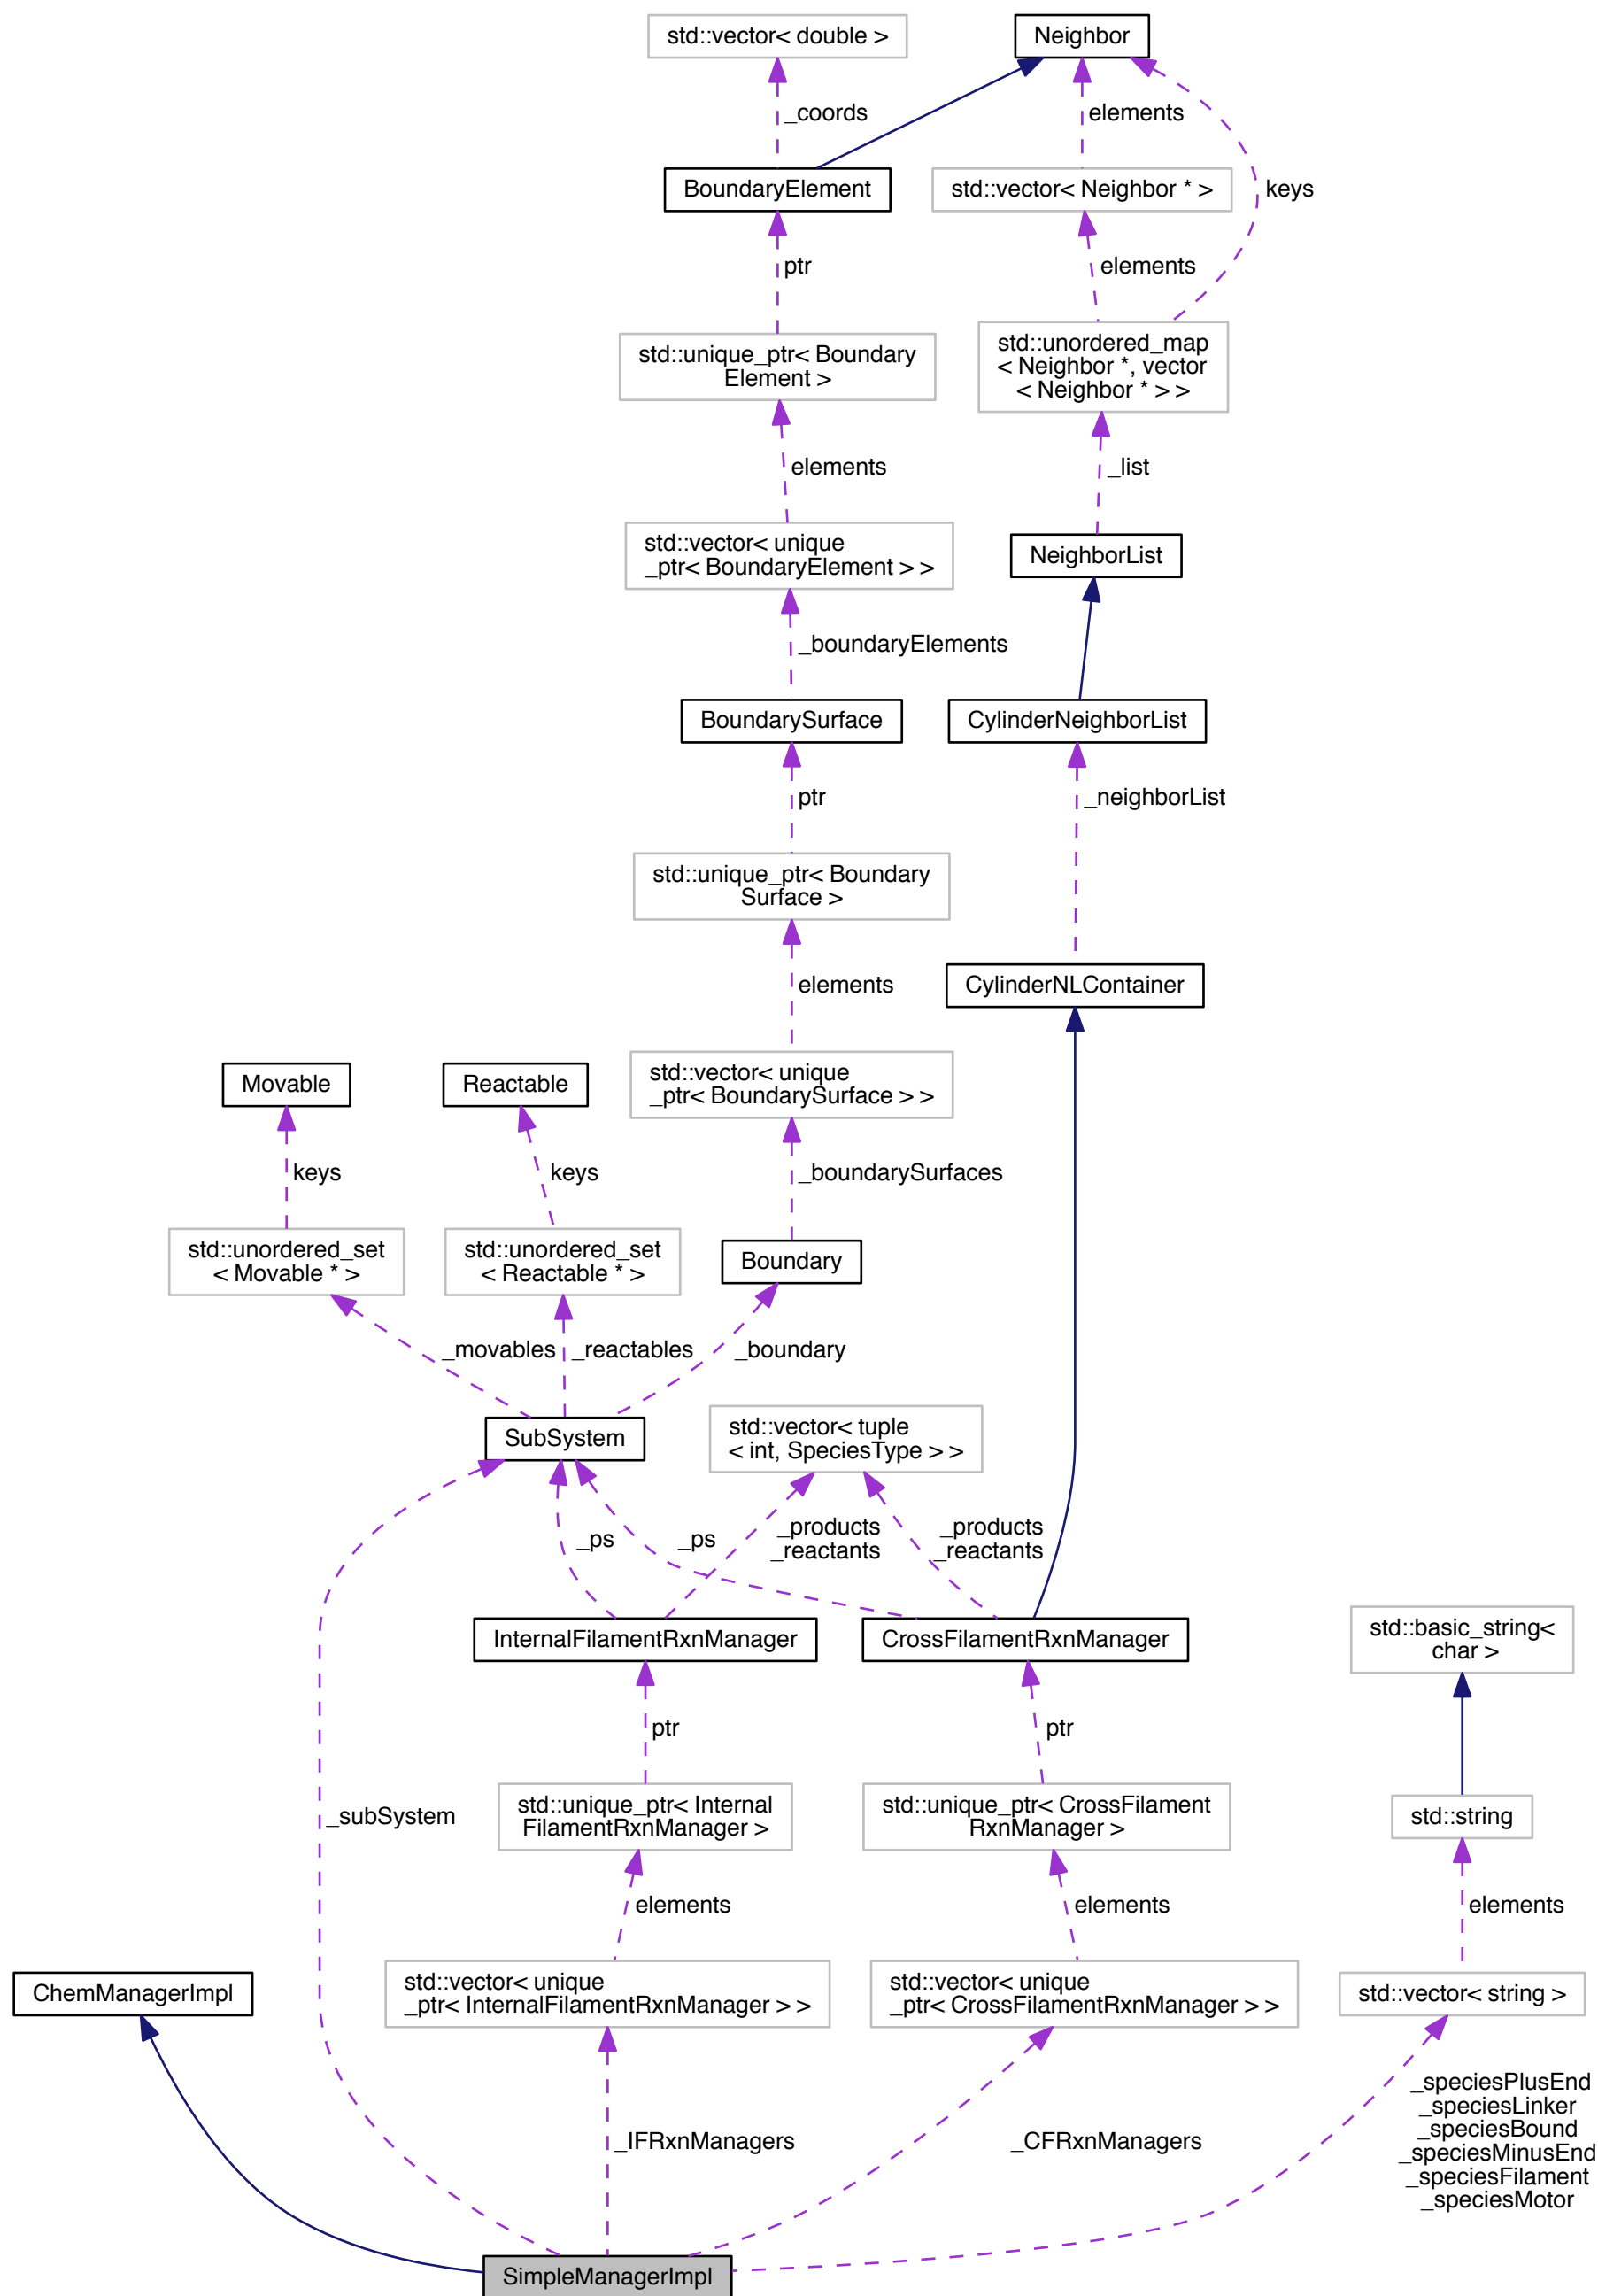 std::vector< double >
Neighbor
_coords
elements
BoundaryElement
std::vector< Neighbor * >
keys
ptr
elements
std::unique_ptr< Boundary
Element >
std::unordered_map
< Neighbor *, vector
< Neighbor * > >
elements
_list
std::vector< unique
_ptr< BoundaryElement > >
NeighborList
_boundaryElements
BoundarySurface
CylinderNeighborList
ptr
_neighborList
std::unique_ptr< Boundary
Surface >
elements
CylinderNLContainer
Movable
Reactable
std::vector< unique
_ptr< BoundarySurface > >
keys
keys
_boundarySurfaces
std::unordered_set
< Movable * >
std::unordered_set
< Reactable * >
Boundary
_movables
_reactables
_boundary
SubSystem
std::vector< tuple
< int, SpeciesType > >
_ps
_ps
_products
_reactants
_products
_reactants
InternalFilamentRxnManager
CrossFilamentRxnManager
std::basic_string<
char >
ptr
ptr
_subSystem
std::unique_ptr< Internal
FilamentRxnManager >
std::unique_ptr< CrossFilament
RxnManager >
std::string
elements
elements
elements
ChemManagerImpl
std::vector< unique
_ptr< InternalFilamentRxnManager > >
std::vector< unique
_ptr< CrossFilamentRxnManager > >
std::vector< string >
_IFRxnManagers
_CFRxnManagers
_speciesPlusEnd
_speciesLinker
_speciesBound
_speciesMinusEnd
_speciesFilament
_speciesMotor
SimpleManagerImpl